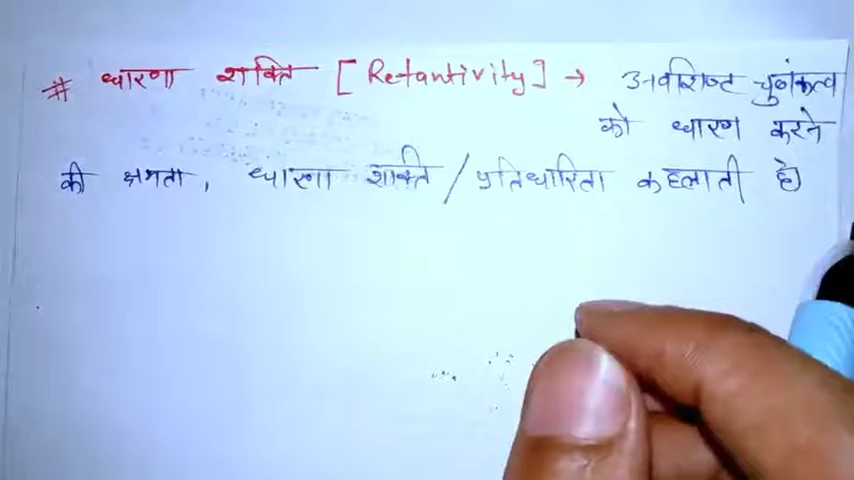 # धारणा शक्ति [Retantivity] → अवशिष्ट चुंबकत्व
को धारण करने
की क्षमता, धारणा शक्ति / प्रतिधारिता कहलाती है।